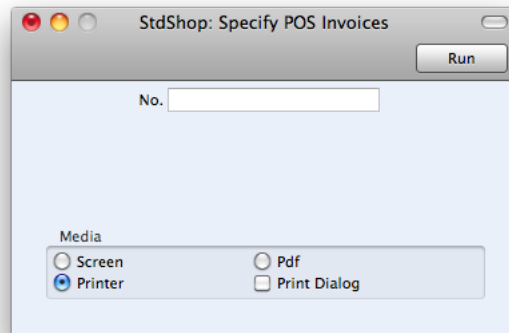 StdShop: Specify POS Invoices
Run
No.
Media
Screen
Pdf
Printer
Print Dialog